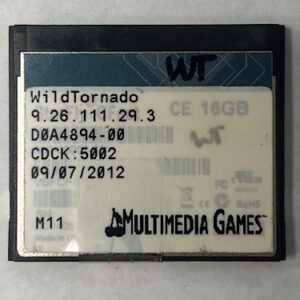 WT
WildTornado
9.26.111.29.3
CE 16GB
D0A4894-00
WT
CDCK:5002
09/07/2012
M11
MULTIMEDIA GAMES